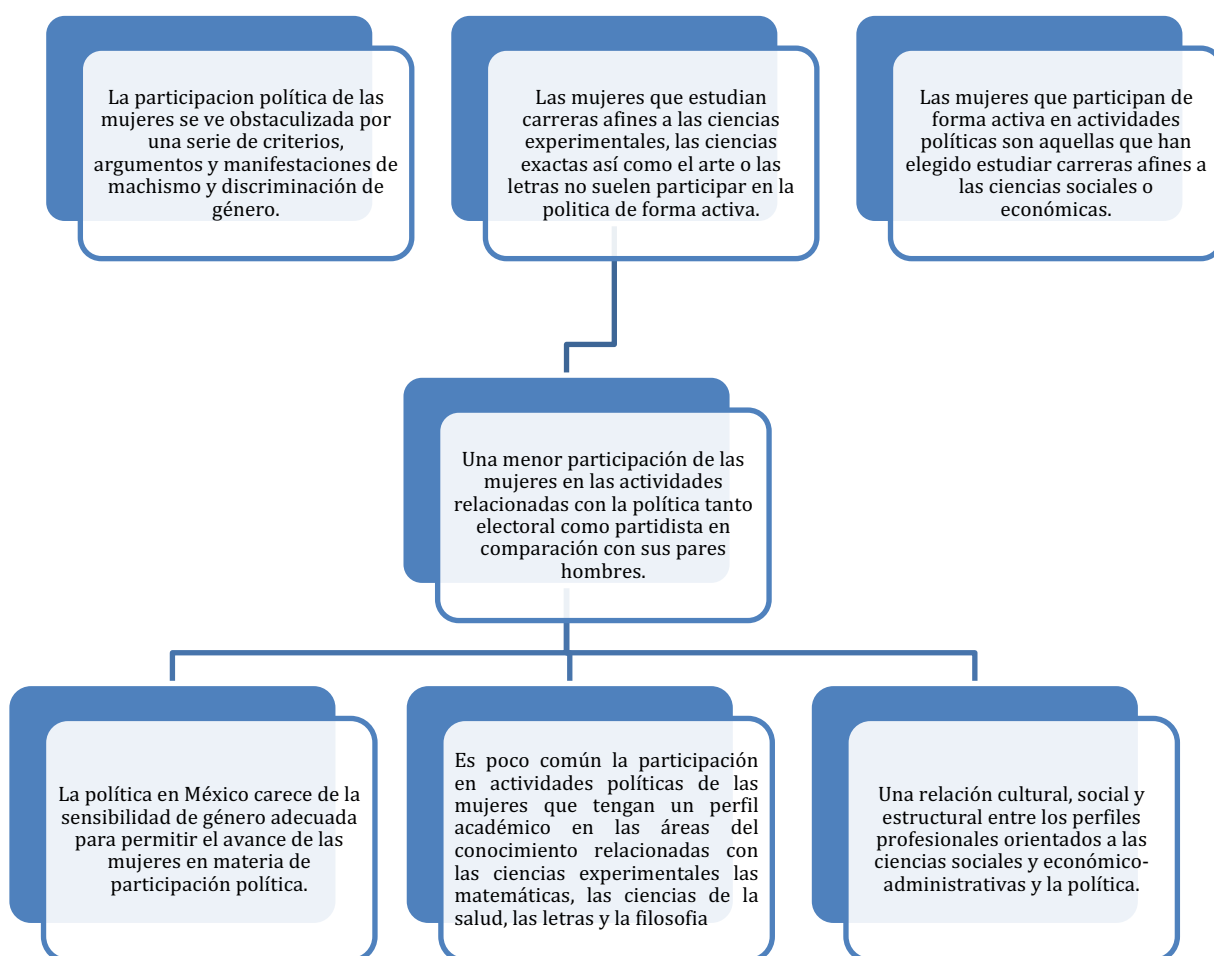 La participacion política de las
mujeres se ve obstaculizada por
una serie de criterios,
argumentos y manifestaciones de
machismo y discriminación de
género.
Las mujeres que estudian
carreras afines a las ciencias
experimentales, las ciencias
exactas así como el arte o las
letras no suelen participar en la
politica de forma activa.
Las mujeres que participan de
forma activa en actividades
políticas son aquellas que han
elegido estudiar carreras afines a
las ciencias sociales o
económicas.
Una menor participación de las
mujeres en las actividades
relacionadas con la política tanto
electoral como partidista en
comparación con sus pares
hombres.
La política en México carece de la
sensibilidad de género adecuada
para permitir el avance de las
mujeres en materia de
participación política.
Es poco común la participación
en actividades políticas de las
mujeres que tengan un perfil
académico en las áreas del
conocimiento relacionadas con
las ciencias experimentales las
matemáticas, las ciencias de la
salud, las letras y la filosofia
Una relación cultural, social y
estructural entre los perfiles
profesionales orientados a las
ciencias sociales y económico-
administrativas y la política.